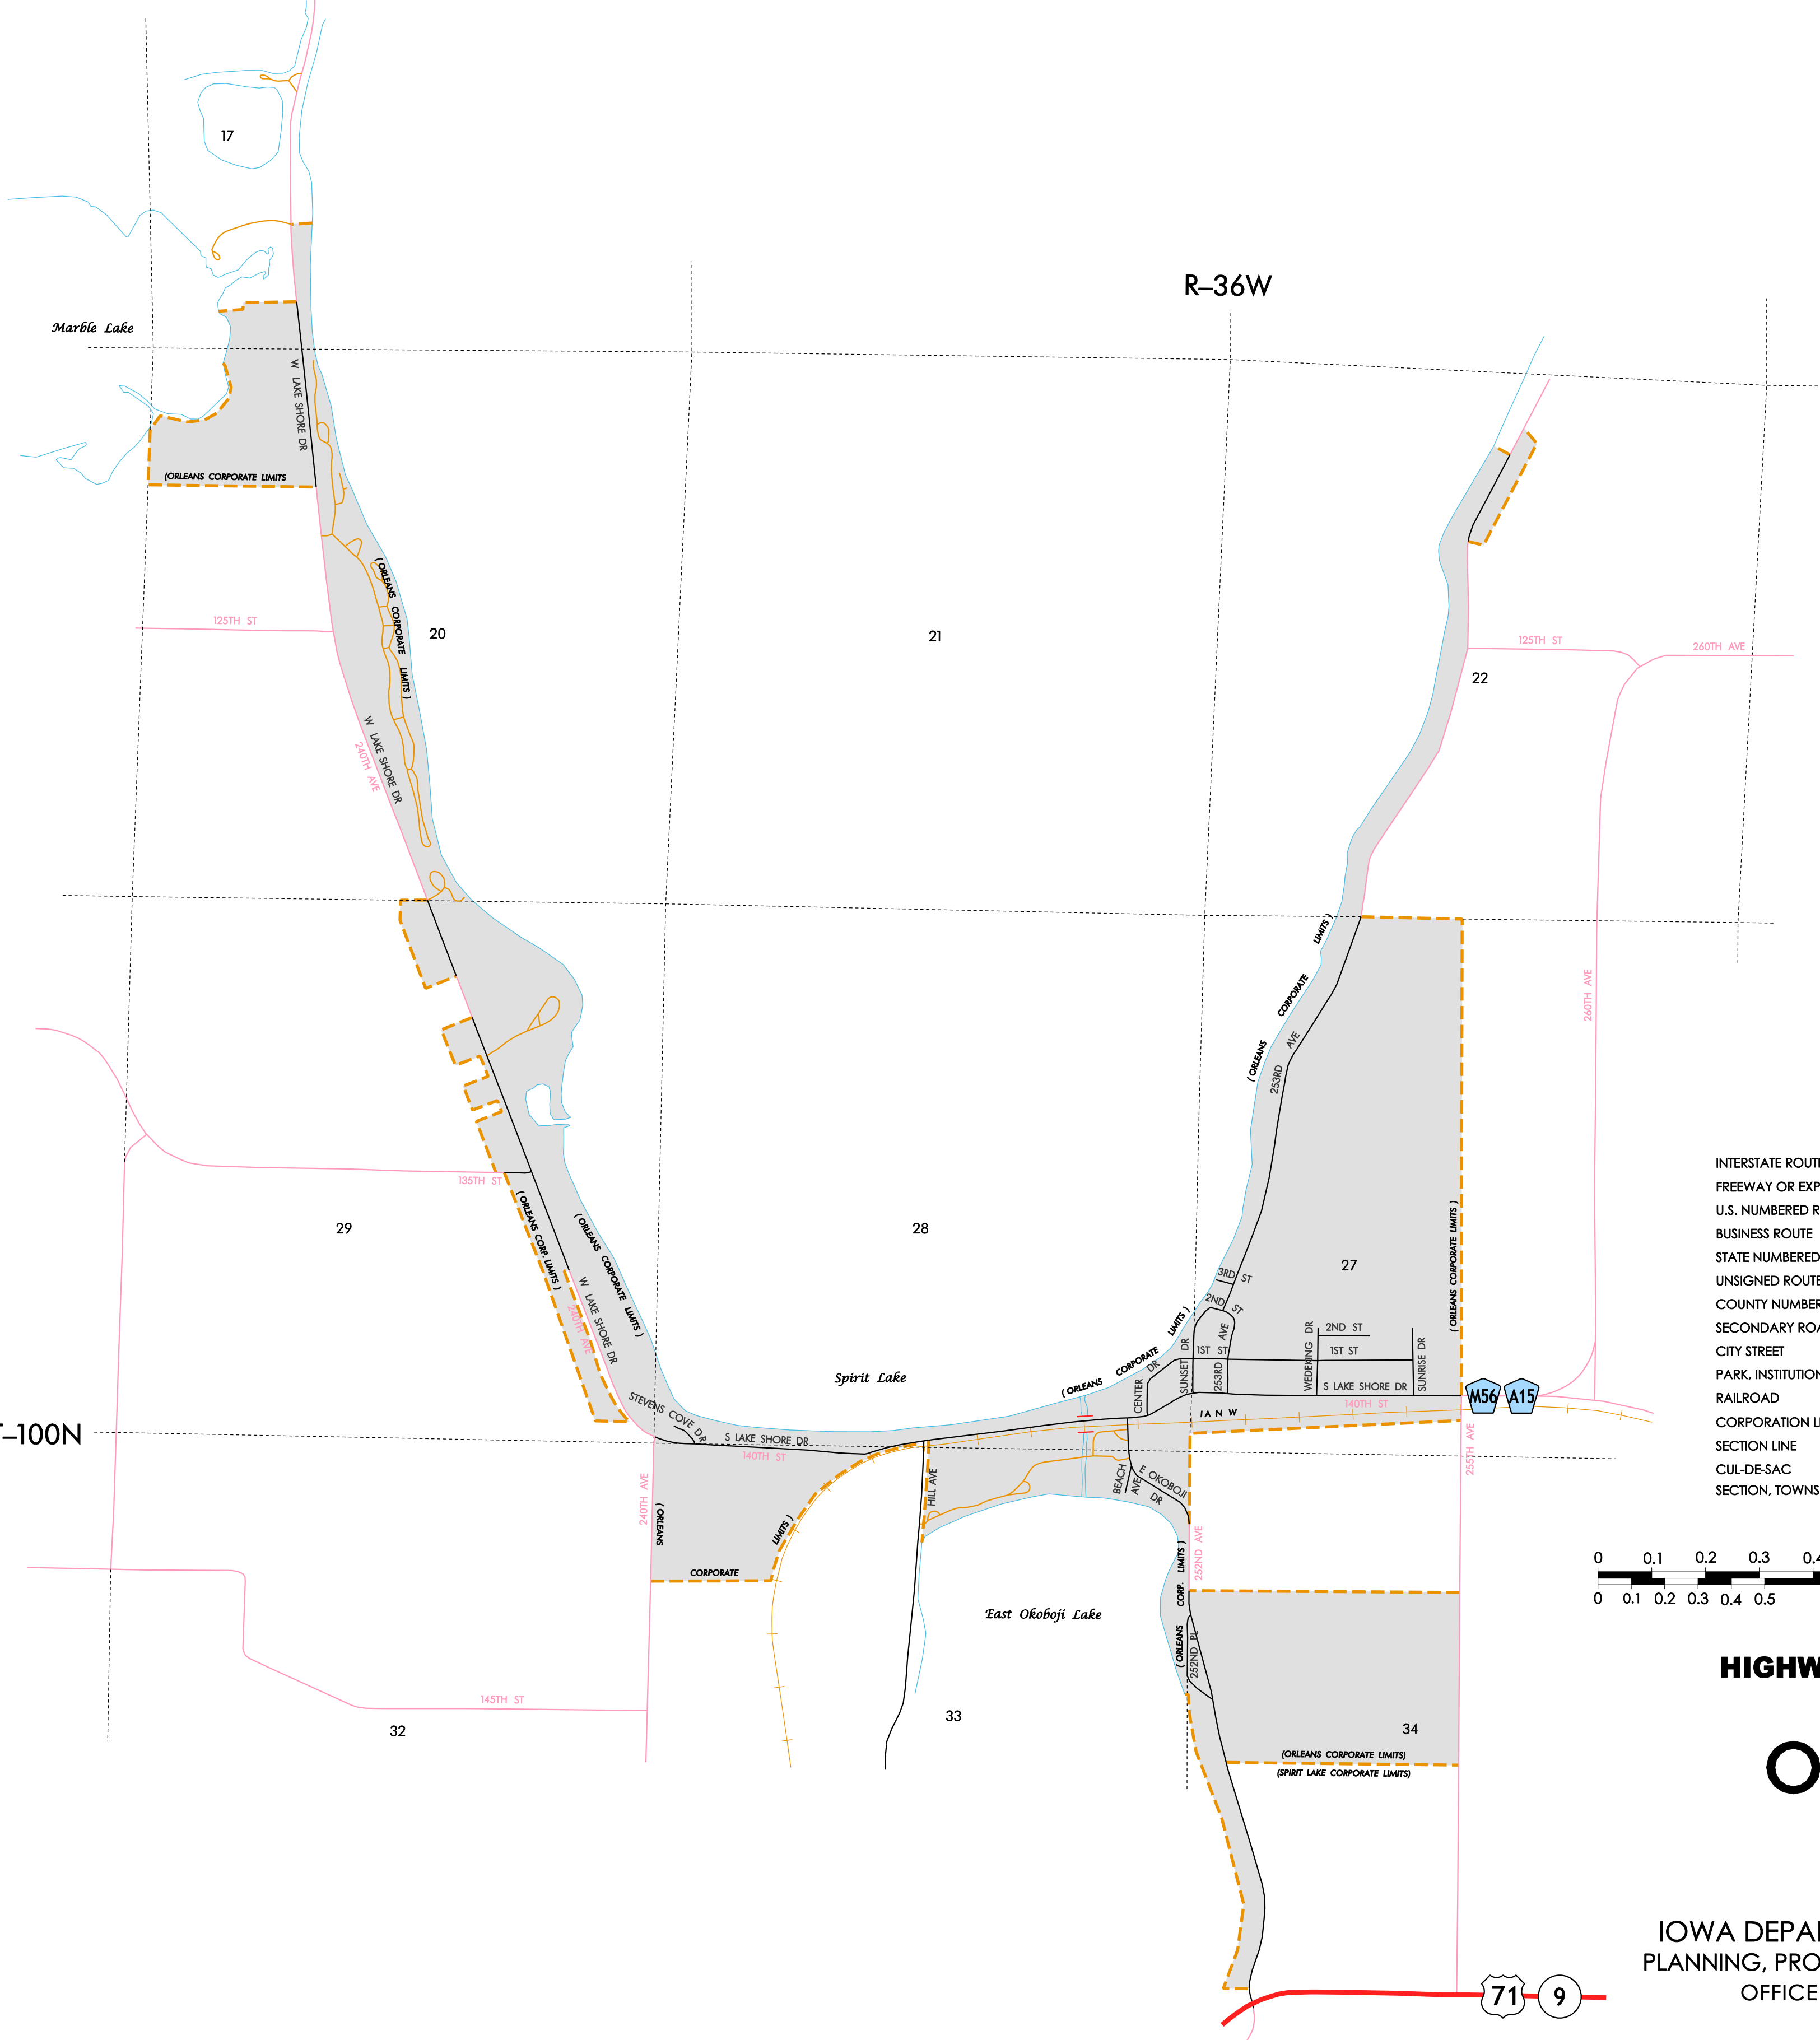 17
R–36W
Marble Lake
W LAKE SHORE DR
(ORLEANS CORPORATE LIMITS
( ORLEANS CORPORATE LIMITS )
125TH ST
20
21
125TH ST
260TH AVE
22
W LAKE SHORE DR
240TH AVE
( ORLEANS CORPORATE LIMITS )
260TH AVE
253RD AVE
135TH ST
( ORLEANS CORP. LIMITS )
( ORLEANS CORPORATE LIMITS )
( ORLEANS CORPORATE LIMITS )
29
28
27
W LAKE SHORE DR
240TH AVE
3RD ST
2ND ST
( ORLEANS CORPORATE LIMITS )
CENTER DR
SUNSET DR
1ST ST
253RD AVE
WEDEKING DR
2ND ST
1ST ST
SUNRISE DR
S LAKE SHORE DR
140TH ST
M56
A15
Spirit Lake
STEVENS COVE DR
S LAKE SHORE DR
140TH ST
I A N W
T–100N
240TH AVE
( ORLEANS
CORPORATE
LIMITS )
HILL AVE
BEACH AVE
E OKOBOJI DR
255TH AVE
252ND AVE
( ORLEANS CORP. LIMITS )
252ND PL
East Okoboji Lake
145TH ST
32
33
34
(ORLEANS CORPORATE LIMITS)
(SPIRIT LAKE CORPORATE LIMITS)
71
9
INTERSTATE ROUT
FREEWAY OR EXP
U.S. NUMBERED R
BUSINESS ROUTE
STATE NUMBERED
UNSIGNED ROUTE
COUNTY NUMBER
SECONDARY ROA
CITY STREET
PARK, INSTITUTION
RAILROAD
CORPORATION L
SECTION LINE
CUL-DE-SAC
SECTION, TOWNS
0 0.1 0.2 0.3 0.4
0 0.1 0.2 0.3 0.4 0.5
HIGHW
O
IOWA DEPA
PLANNING, PRO
OFFICE